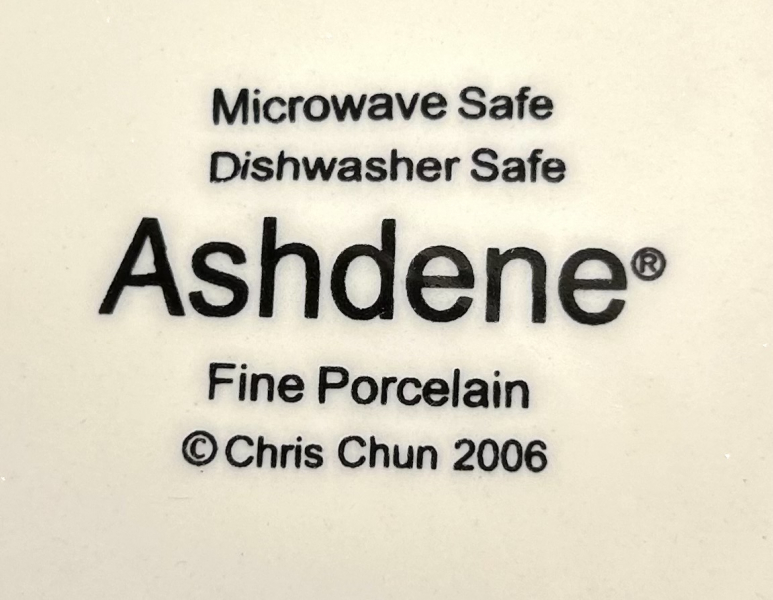 Microwave Safe
Dishwasher Safe
Ashdene®
Fine Porcelain
© Chris Chun 2006